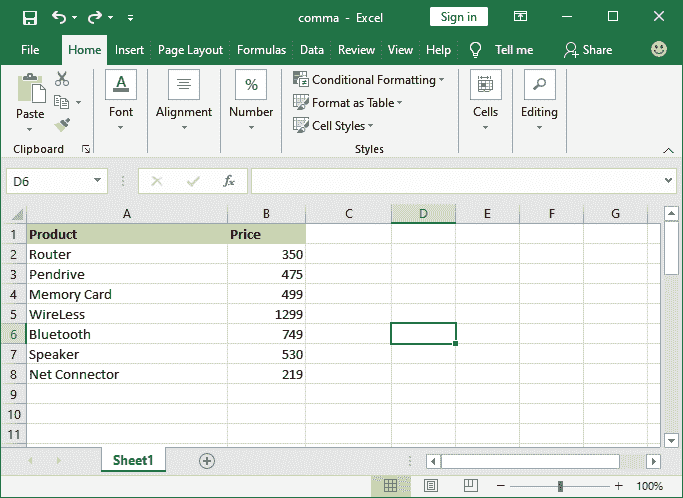 comma - Excel
Sign in
File Home Insert Page Layout Formulas Data Review View Help Tell me Share
Paste
Clipboard
A
Font
Alignment
%
Number
Conditional Formatting
Format as Table
Cell Styles
Styles
Cells
Editing
D6 fx
A B C D E F G
1 Product Price
2 Router 350
3 Pendrive 475
4 Memory Card 499
5 WireLess 1299
6 Bluetooth 749
7 Speaker 530
8 Net Connector 219
9
10
11
Sheet1
100%